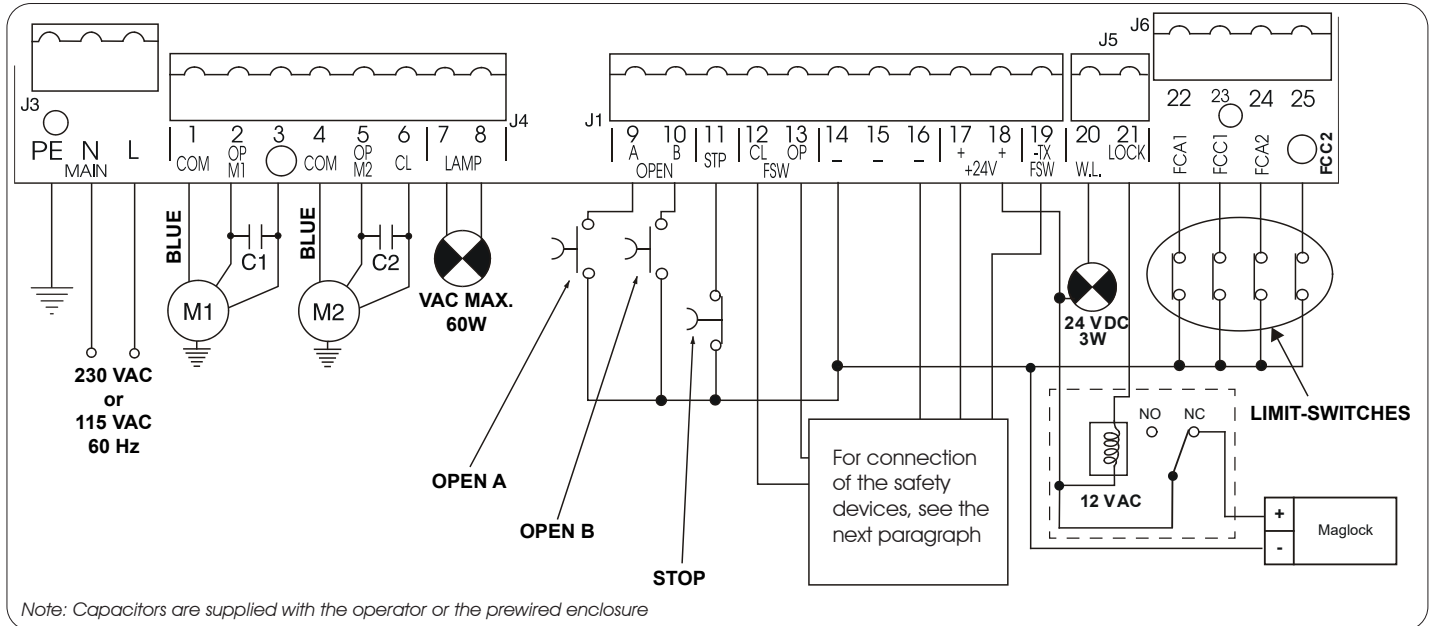 J3
J4
J1
J5
J6
PE N L
MAIN
1 2 3 4 5 6 7 8
COM OP M1 COM OP M2 CL LAMP
9 10 11 12 13 14 15 16 17 18 19 20 21
A B STP CL OP – – – + + -TX W.L. LOCK
OPEN FSW +24V FSW
22 23 24 25
FCA1 FCC1 FCA2 FCC2
BLUE
BLUE
C1
C2
M1
M2
VAC MAX.
60W
230 VAC
or
115 VAC
60 Hz
24 VDC
3W
LIMIT-SWITCHES
NO NC
12 VAC
+
-
Maglock
OPEN A
OPEN B
STOP
For connection
of the safety
devices, see the
next paragraph
Note: Capacitors are supplied with the operator or the prewired enclosure